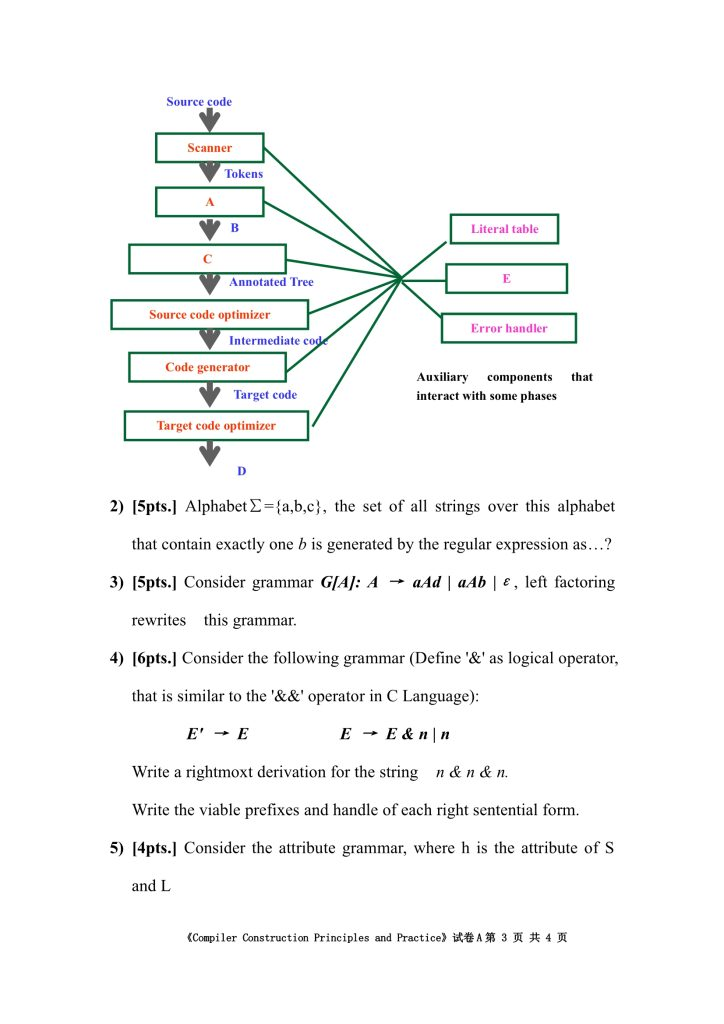 Source code
Scanner
Tokens
A
B
C
Annotated Tree
Source code optimizer
Intermediate code
Code generator
Target code
Target code optimizer
D
Literal table
E
Error handler
Auxiliary components that
interact with some phases
2) [5pts.] Alphabet∑={a,b,c}, the set of all strings over this alphabet
that contain exactly one b is generated by the regular expression as…?
3) [5pts.] Consider grammar G[A]: A → aAd | aAb | ε, left factoring
rewrites this grammar.
4) [6pts.] Consider the following grammar (Define '&' as logical operator,
that is similar to the '&&' operator in C Language):
E' → E E → E & n | n
Write a rightmoxt derivation for the string n & n & n.
Write the viable prefixes and handle of each right sentential form.
5) [4pts.] Consider the attribute grammar, where h is the attribute of S
and L
《Compiler Construction Principles and Practice》试卷 A 第 3 页 共 4 页